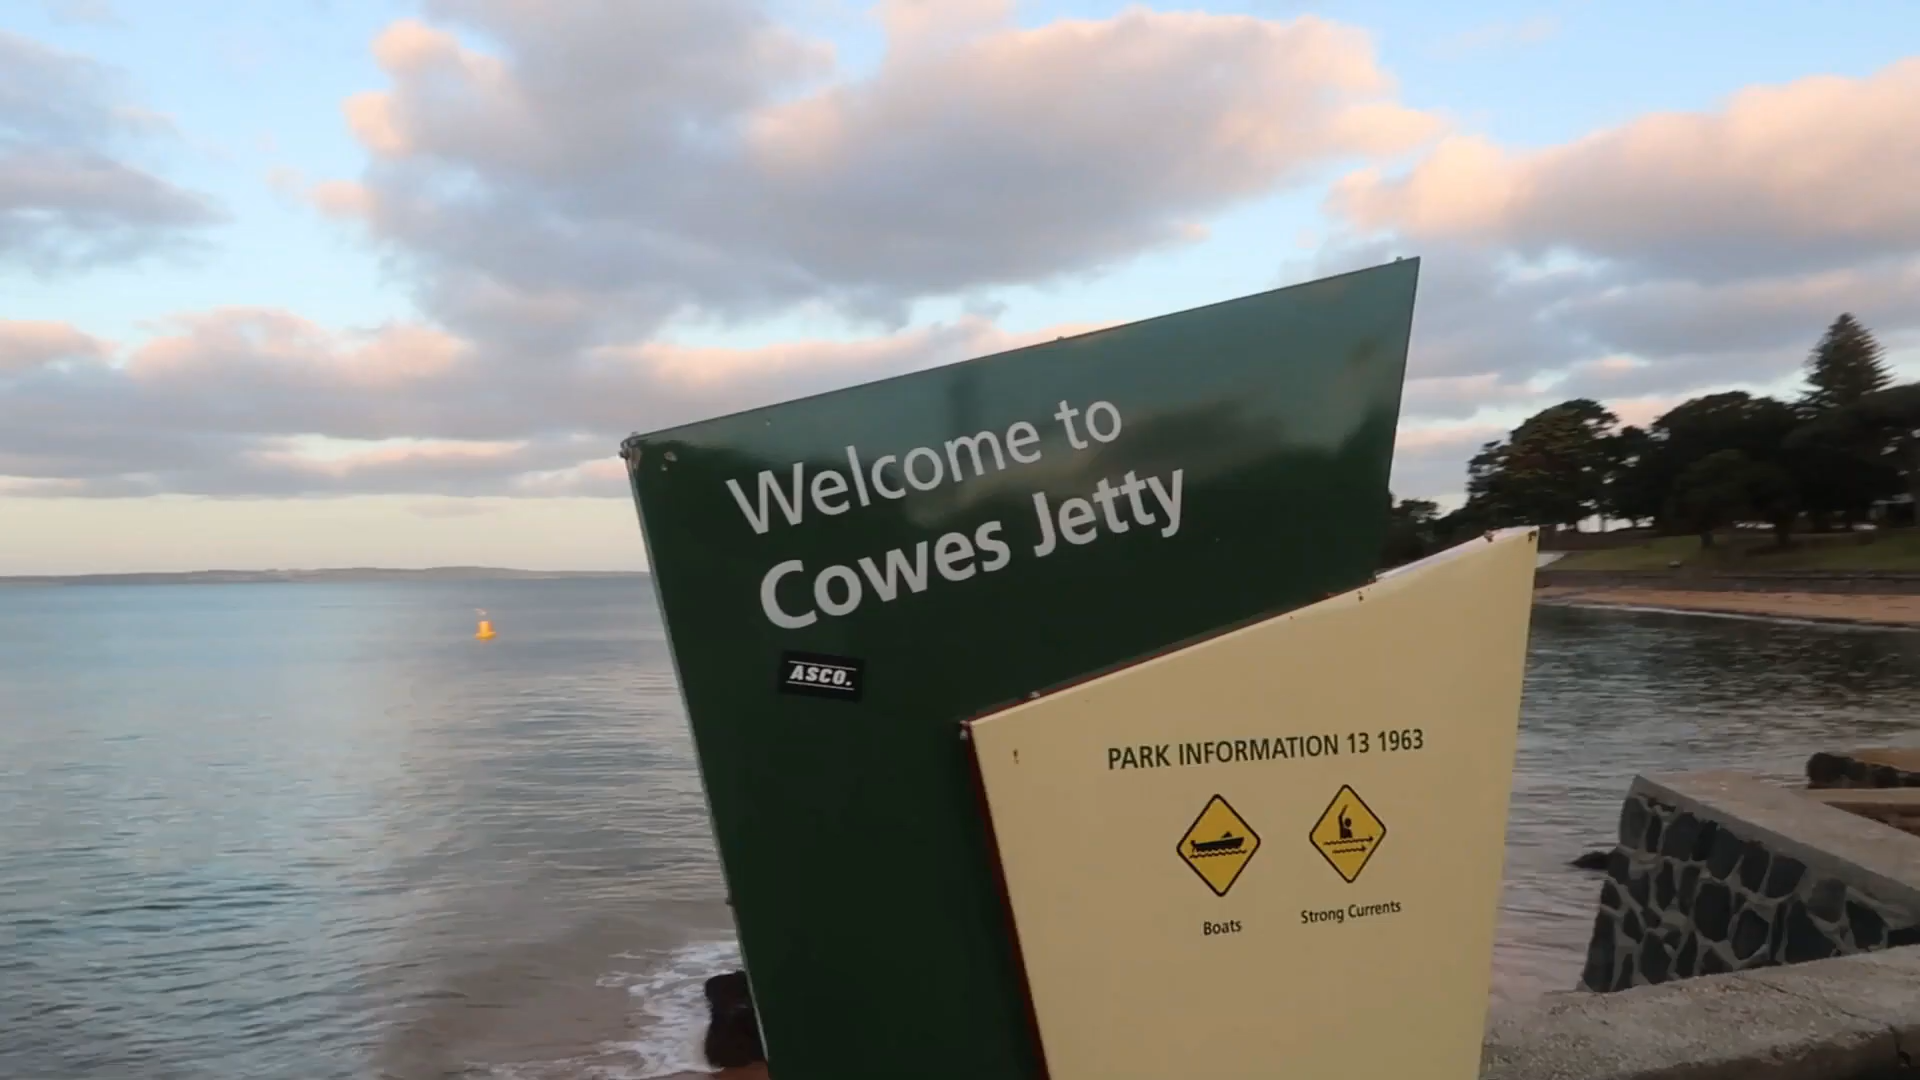 Welcome to
Cowes Jetty
ASCO.
PARK INFORMATION 13 1963
Boats
Strong Currents